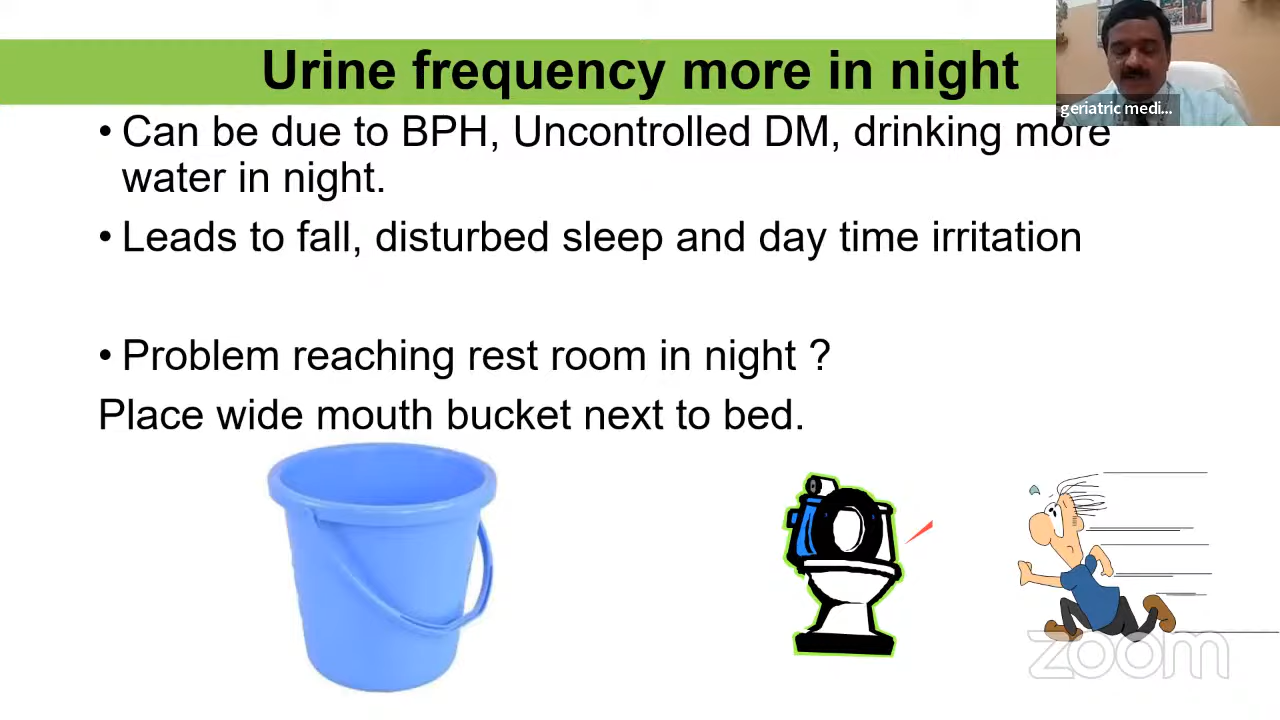 Urine frequency more in night
geriatric medi...
• Can be due to BPH, Uncontrolled DM, drinking more
water in night.
• Leads to fall, disturbed sleep and day time irritation
• Problem reaching rest room in night ?
Place wide mouth bucket next to bed.
zoom